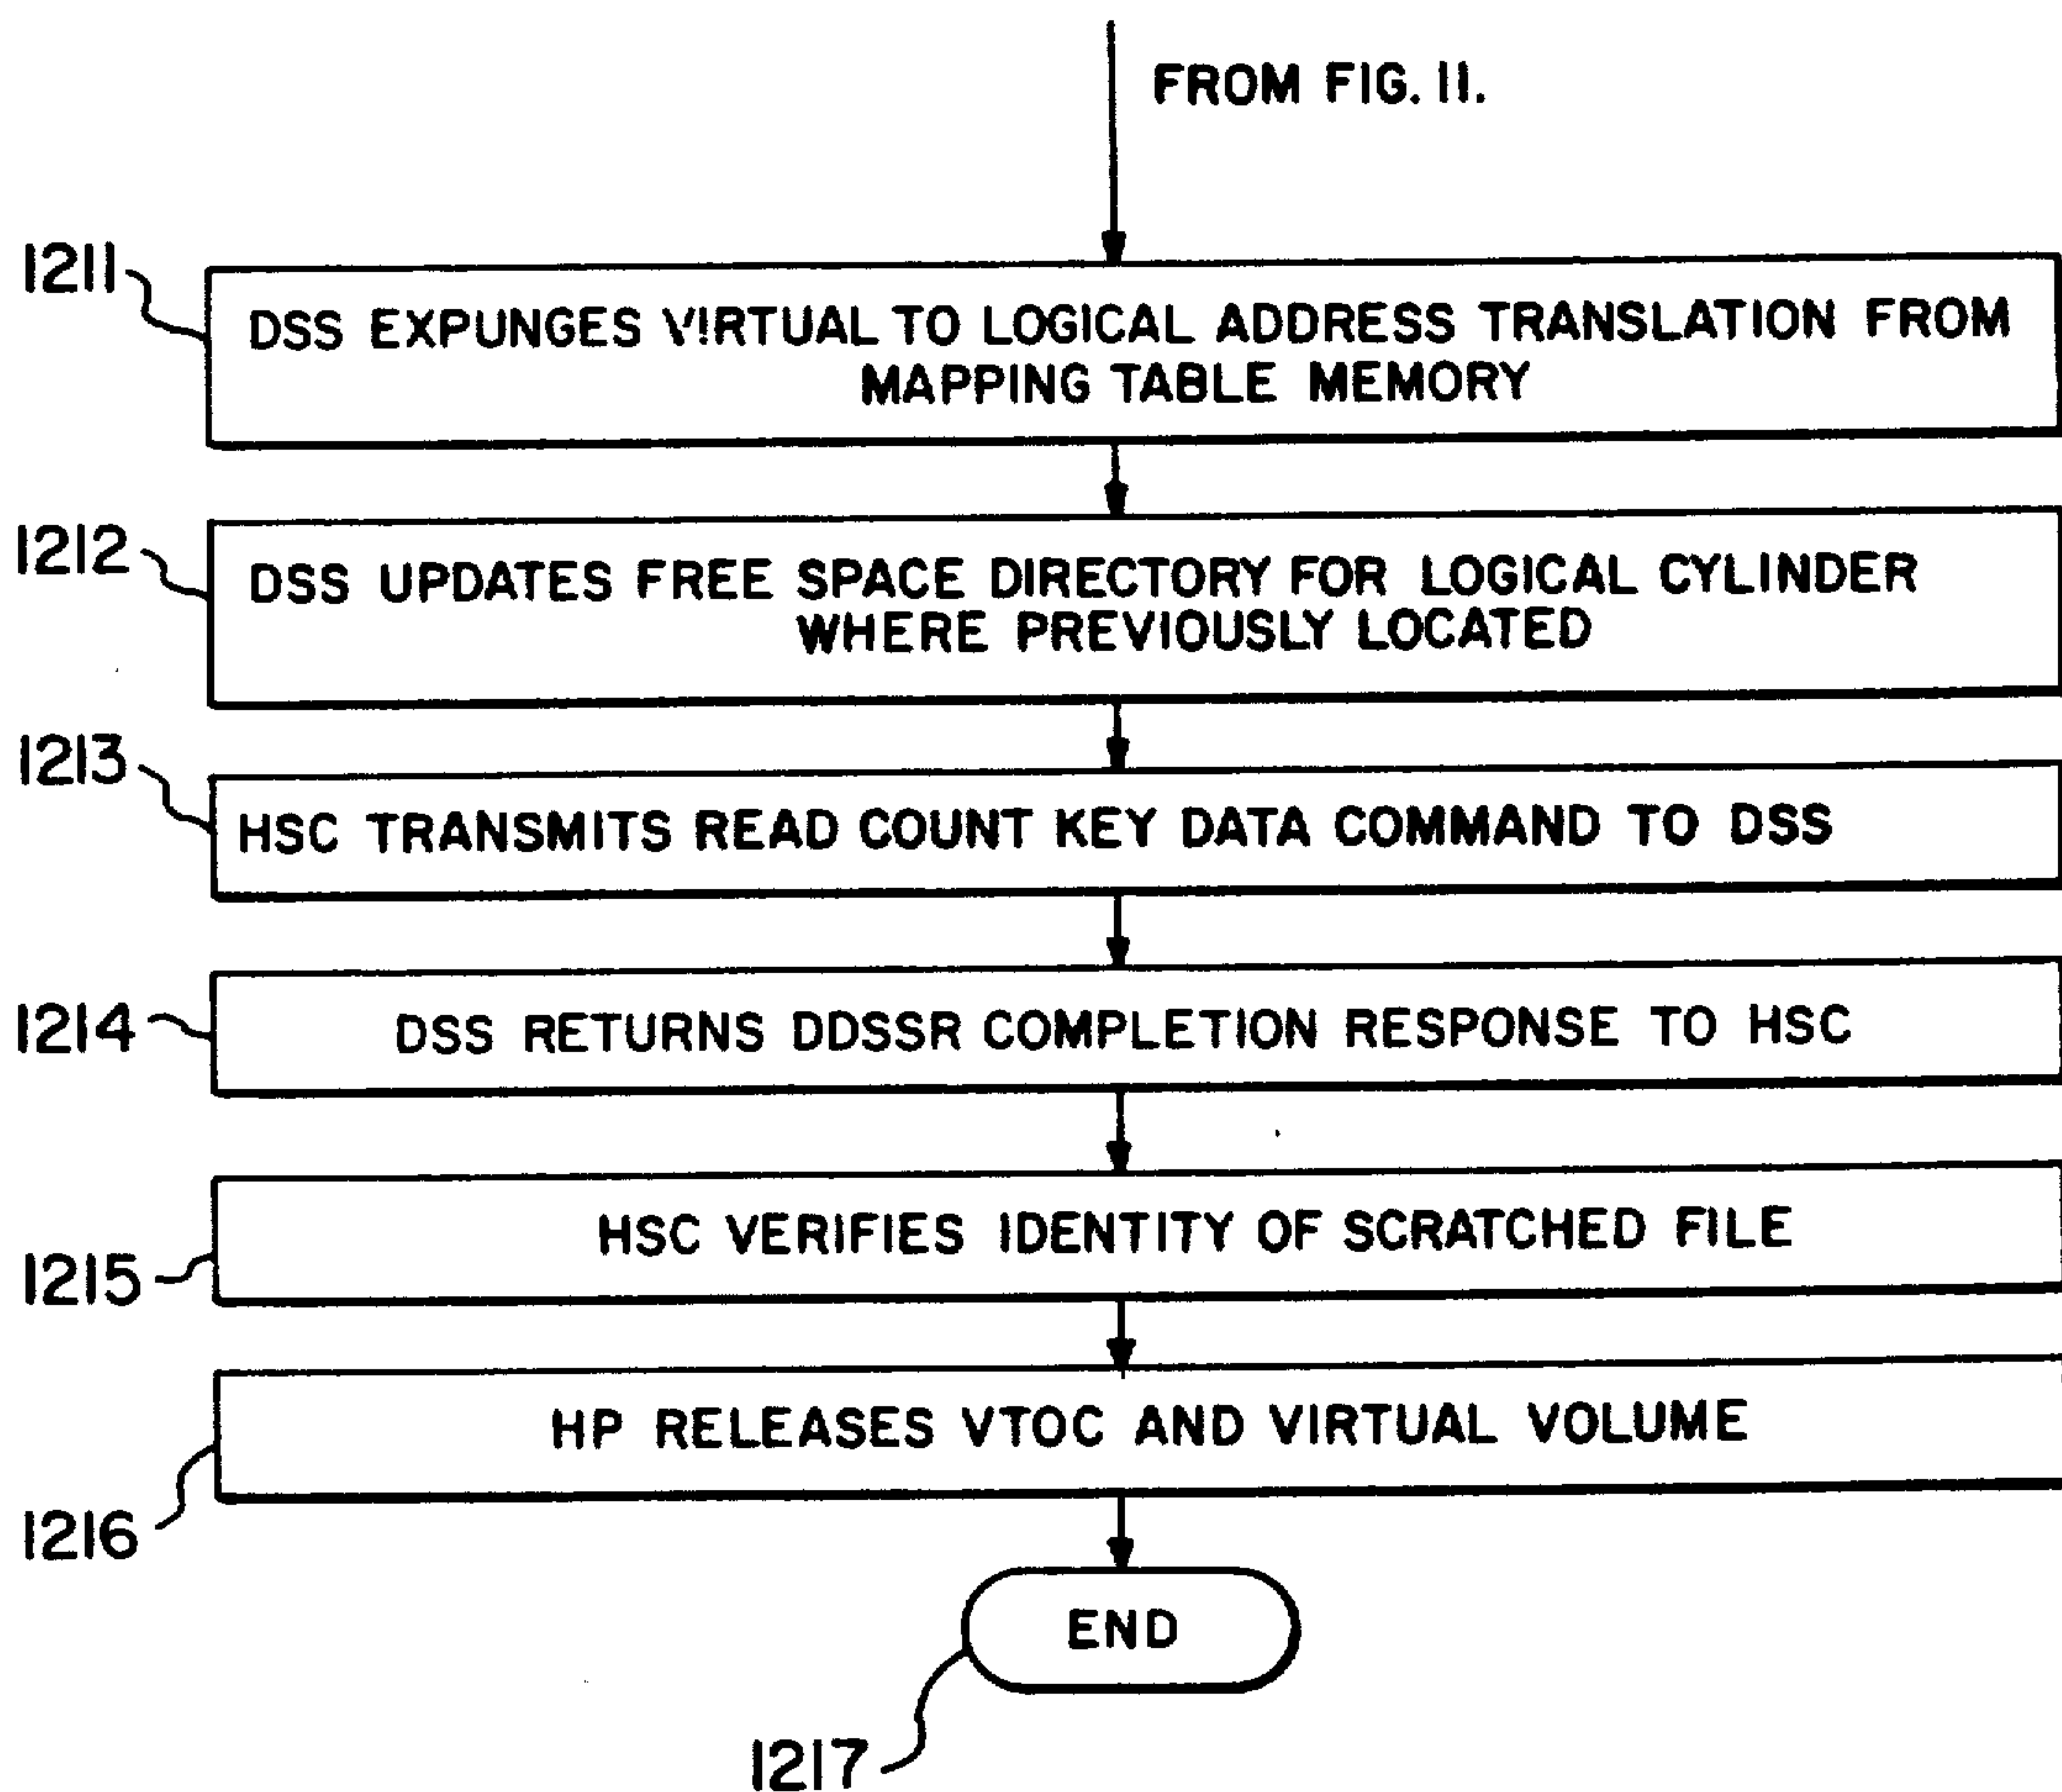 FROM FIG. 11.
1211
DSS EXPUNGES VIRTUAL TO LOGICAL ADDRESS TRANSLATION FROM
MAPPING TABLE MEMORY
1212
DSS UPDATES FREE SPACE DIRECTORY FOR LOGICAL CYLINDER
WHERE PREVIOUSLY LOCATED
1213
HSC TRANSMITS READ COUNT KEY DATA COMMAND TO DSS
1214
DSS RETURNS DDSSR COMPLETION RESPONSE TO HSC
1215
HSC VERIFIES IDENTITY OF SCRATCHED FILE
1216
HP RELEASES VTOC AND VIRTUAL VOLUME
END
1217